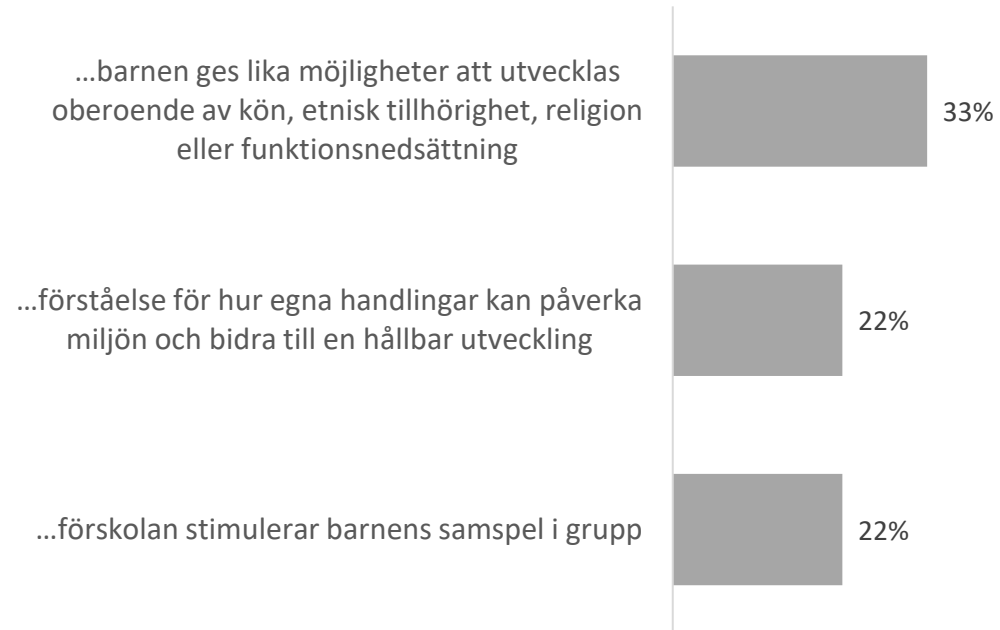 …barnen ges lika möjligheter att utvecklas
oberoende av kön, etnisk tillhörighet, religion
eller funktionsnedsättning
33%
…förståelse för hur egna handlingar kan påverka
miljön och bidra till en hållbar utveckling
22%
…förskolan stimulerar barnens samspel i grupp
22%